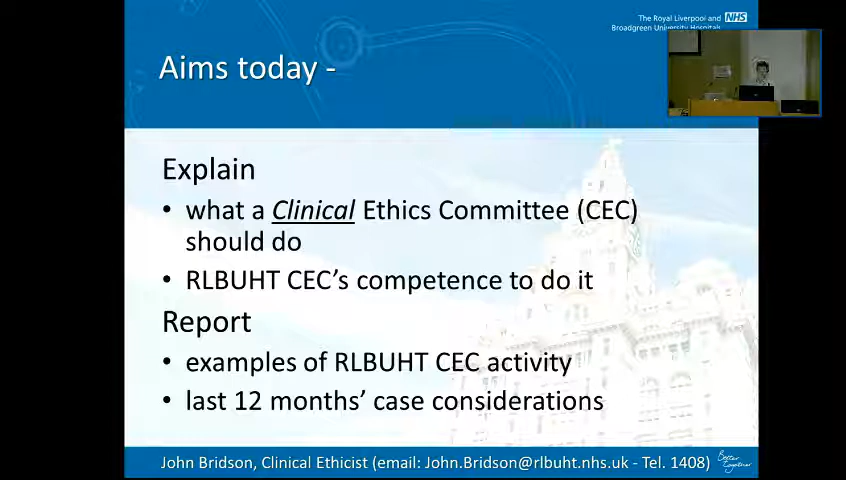 The Royal Liverpool and NHS
Broadgreen University Hospitals
Aims today -
Explain
• what a Clinical Ethics Committee (CEC)
should do
• RLBUHT CEC's competence to do it
Report
• examples of RLBUHT CEC activity
• last 12 months' case considerations
John Bridson, Clinical Ethicist (email: John.Bridson@rlbuht.nhs.uk - Tel. 1408) Better
Together